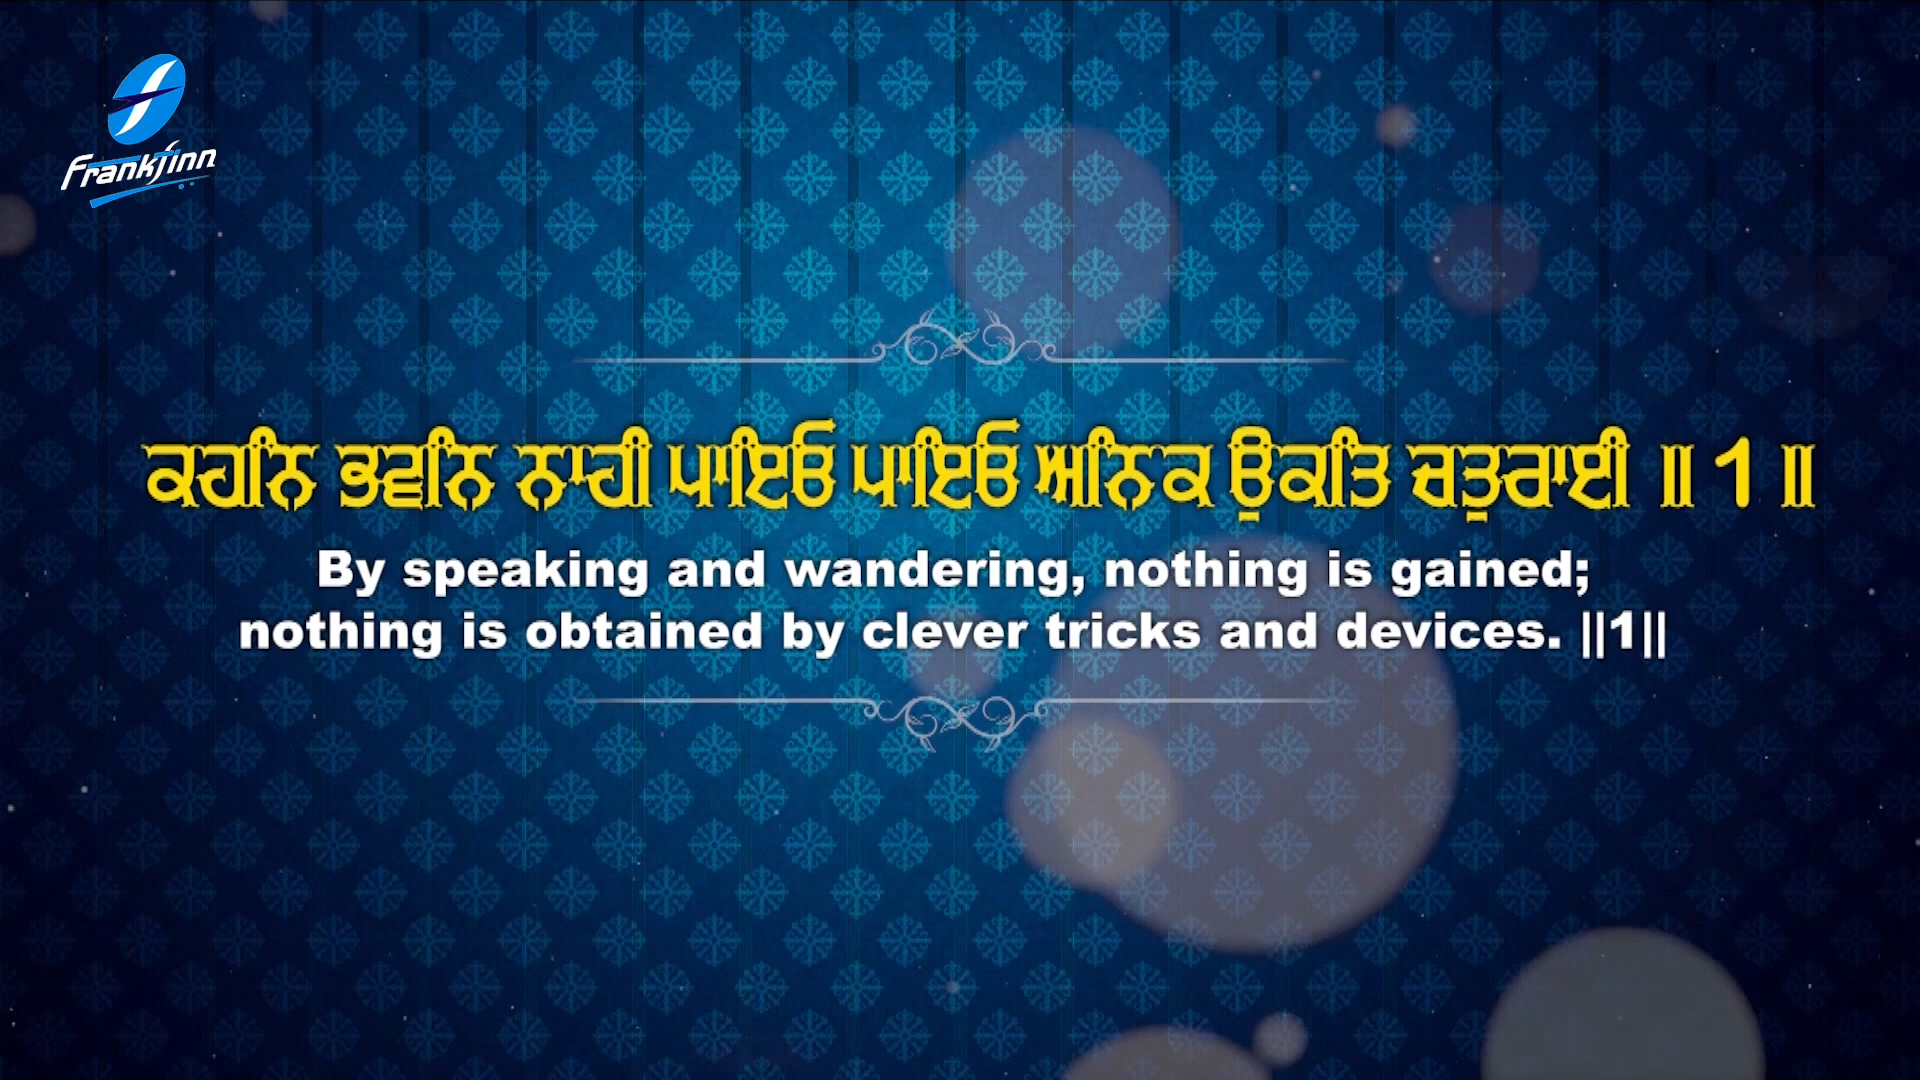 Frankfinn
ਕਹਨਿ ਭਵਨਿ ਨਾਹੀ ਪਾਇਓ ਪਾਇਓ ਅਨਿਕ ਉਕਤਿ ਚਤੁਰਾਈ ॥ 1 ॥
By speaking and wandering, nothing is gained;
nothing is obtained by clever tricks and devices. ||1||